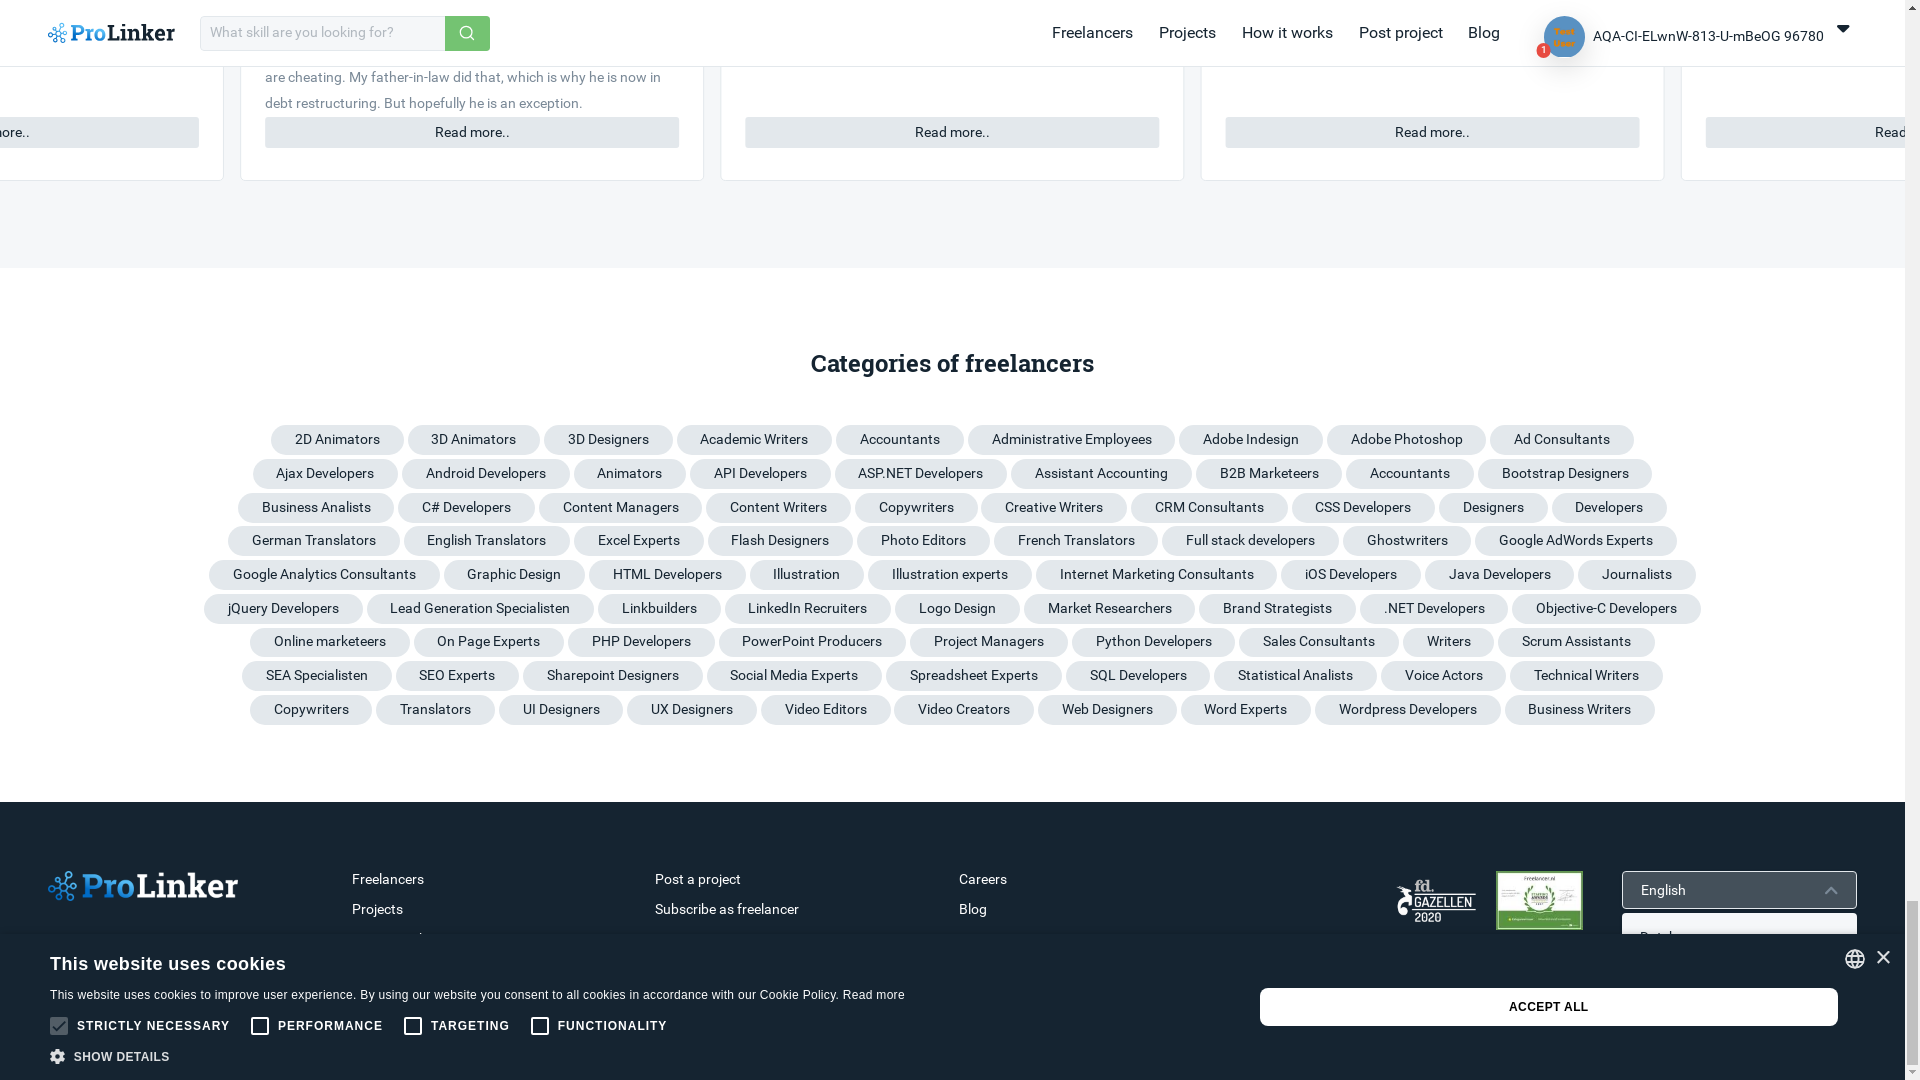 ProLinker
What skill are you looking for?
Freelancers Projects How it works Post project Blog
Test User
1
AQA-CI-ELwnW-813-U-mBeOG 96780
are cheating. My father-in-law did that, which is why he is now in
debt restructuring. But hopefully he is an exception.
ore.. Read more.. Read more.. Read more.. Read
Categories of freelancers
2D Animators 3D Animators 3D Designers Academic Writers Accountants Administrative Employees Adobe Indesign Adobe Photoshop Ad Consultants
Ajax Developers Android Developers Animators API Developers ASP.NET Developers Assistant Accounting B2B Marketeers Accountants Bootstrap Designers
Business Analists C# Developers Content Managers Content Writers Copywriters Creative Writers CRM Consultants CSS Developers Designers Developers
German Translators English Translators Excel Experts Flash Designers Photo Editors French Translators Full stack developers Ghostwriters Google AdWords Experts
Google Analytics Consultants Graphic Design HTML Developers Illustration Illustration experts Internet Marketing Consultants iOS Developers Java Developers Journalists
jQuery Developers Lead Generation Specialisten Linkbuilders LinkedIn Recruiters Logo Design Market Researchers Brand Strategists .NET Developers Objective-C Developers
Online marketeers On Page Experts PHP Developers PowerPoint Producers Project Managers Python Developers Sales Consultants Writers Scrum Assistants
SEA Specialisten SEO Experts Sharepoint Designers Social Media Experts Spreadsheet Experts SQL Developers Statistical Analists Voice Actors Technical Writers
Copywriters Translators UI Designers UX Designers Video Editors Video Creators Web Designers Word Experts Wordpress Developers Business Writers
ProLinker
Freelancers Post a project Careers
Projects Subscribe as freelancer Blog
fd.
GAZELLEN
2020
Freelancer.nl
English
This website uses cookies
This website uses cookies to improve user experience. By using our website you consent to all cookies in accordance with our Cookie Policy. Read more
STRICTLY NECESSARY PERFORMANCE TARGETING FUNCTIONALITY
SHOW DETAILS
ACCEPT ALL